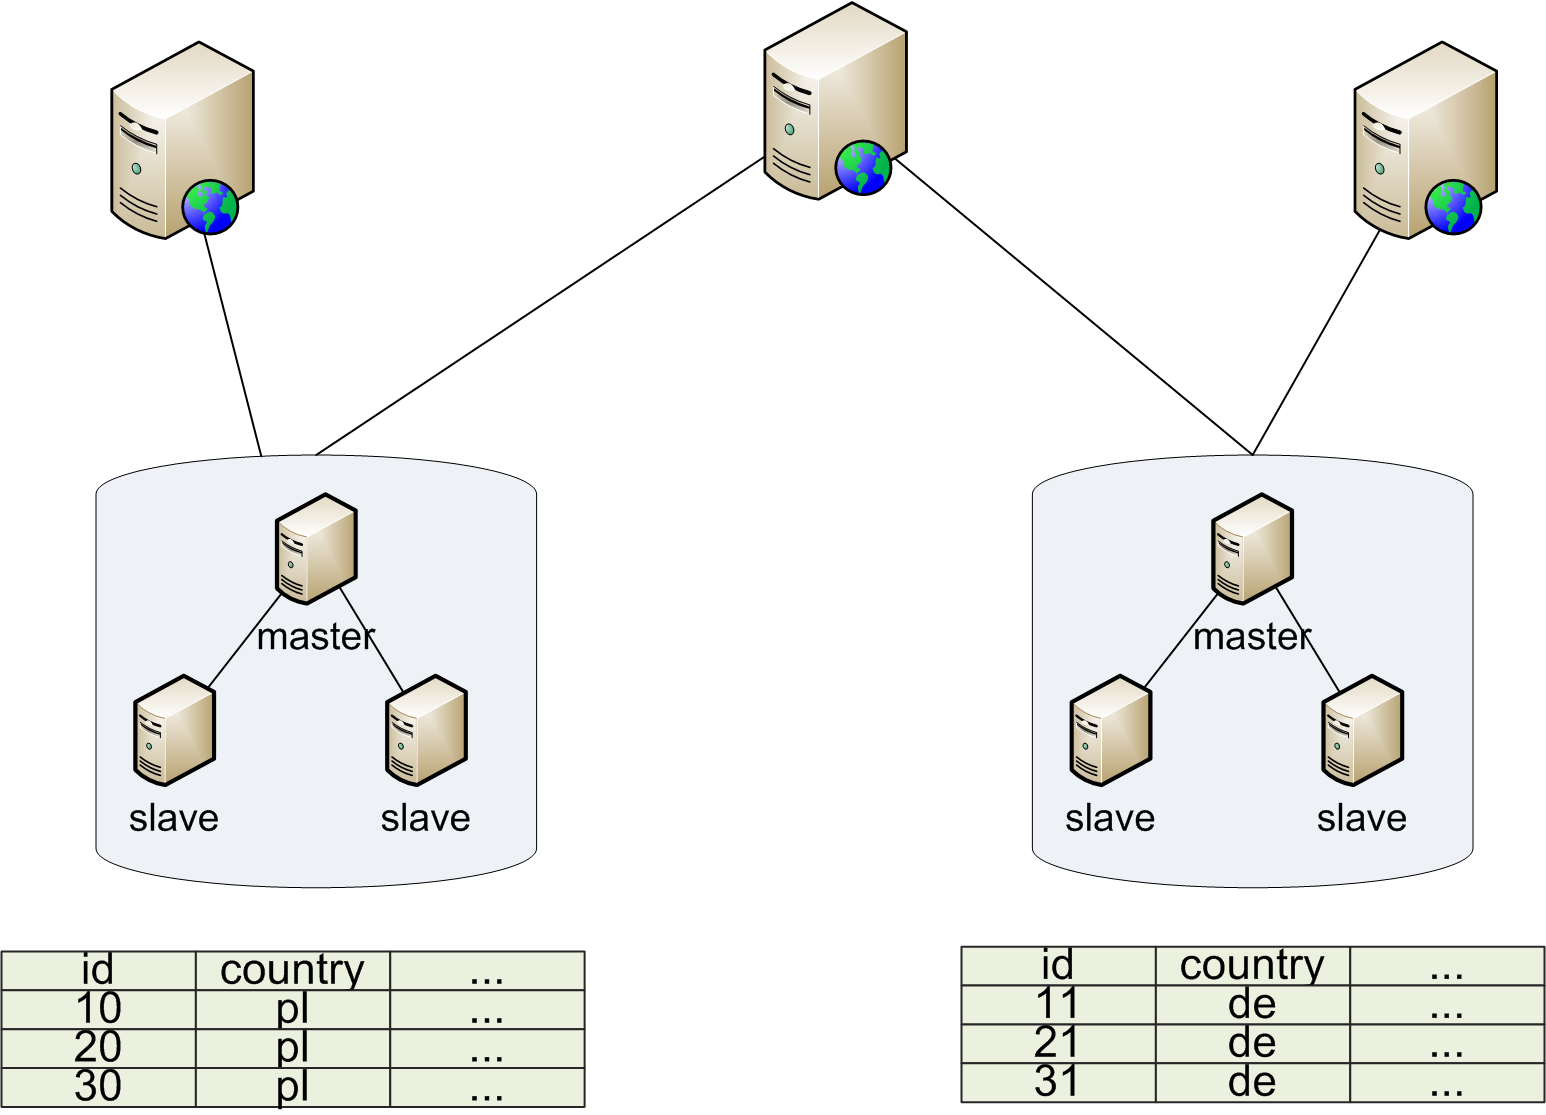 master
slave slave
master
slave slave
id country ...
10 pl ...
20 pl ...
30 pl ...
id country ...
11 de ...
21 de ...
31 de ...